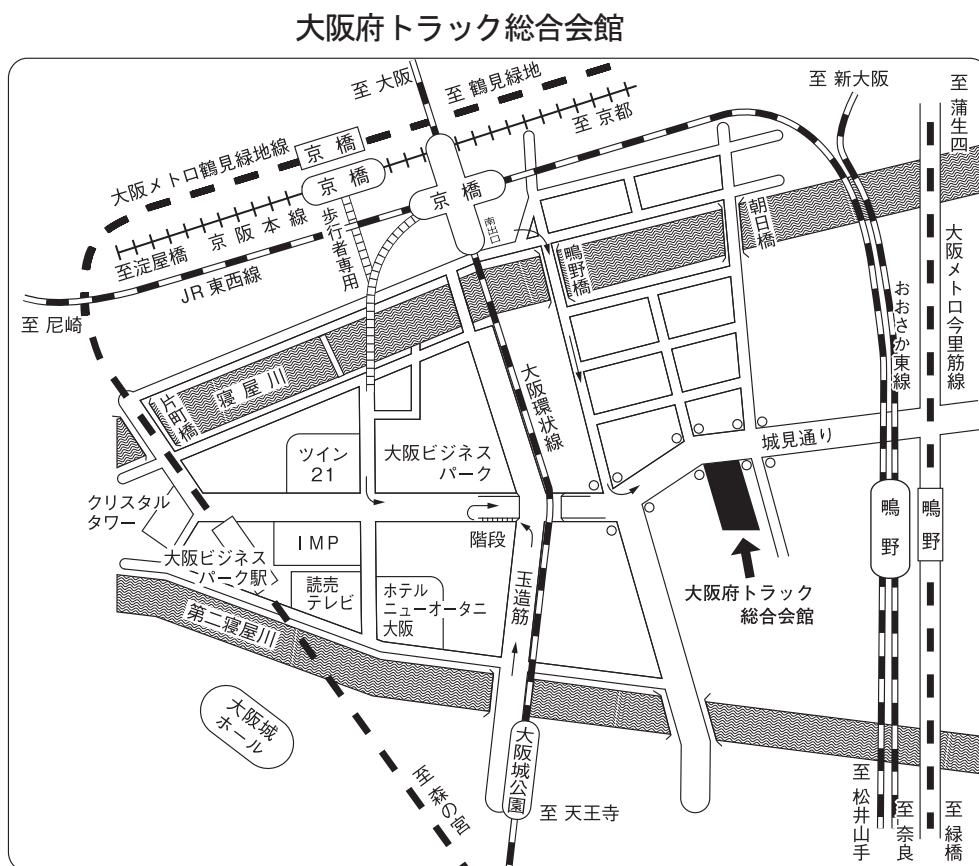 大阪府トラック総合会館
至 大阪
至 鶴見緑地
至 京都
至 新大阪
至 蒲生四
大阪メトロ鶴見緑地線
京橋
京橋
京橋
京阪本線
至淀屋橋
歩行者専用
JR東西線
至 尼崎
南出口
鴫野橋
朝日橋
大阪メトロ今里筋線
おおさか東線
寝屋川
片町橋
大阪環状線
城見通り
ツイン
21
大阪ビジネス
パーク
クリスタル
タワー
階段
IMP
大阪ビジネス
パーク駅
読売
テレビ
ホテル
ニューオータニ
大阪
玉造筋
鴫野
鴫野
大阪府トラック
総合会館
第二寝屋川
大阪城
ホール
大阪城公園
至 森の宮
至 天王寺
至 松井山手
至 奈良
至 緑橋